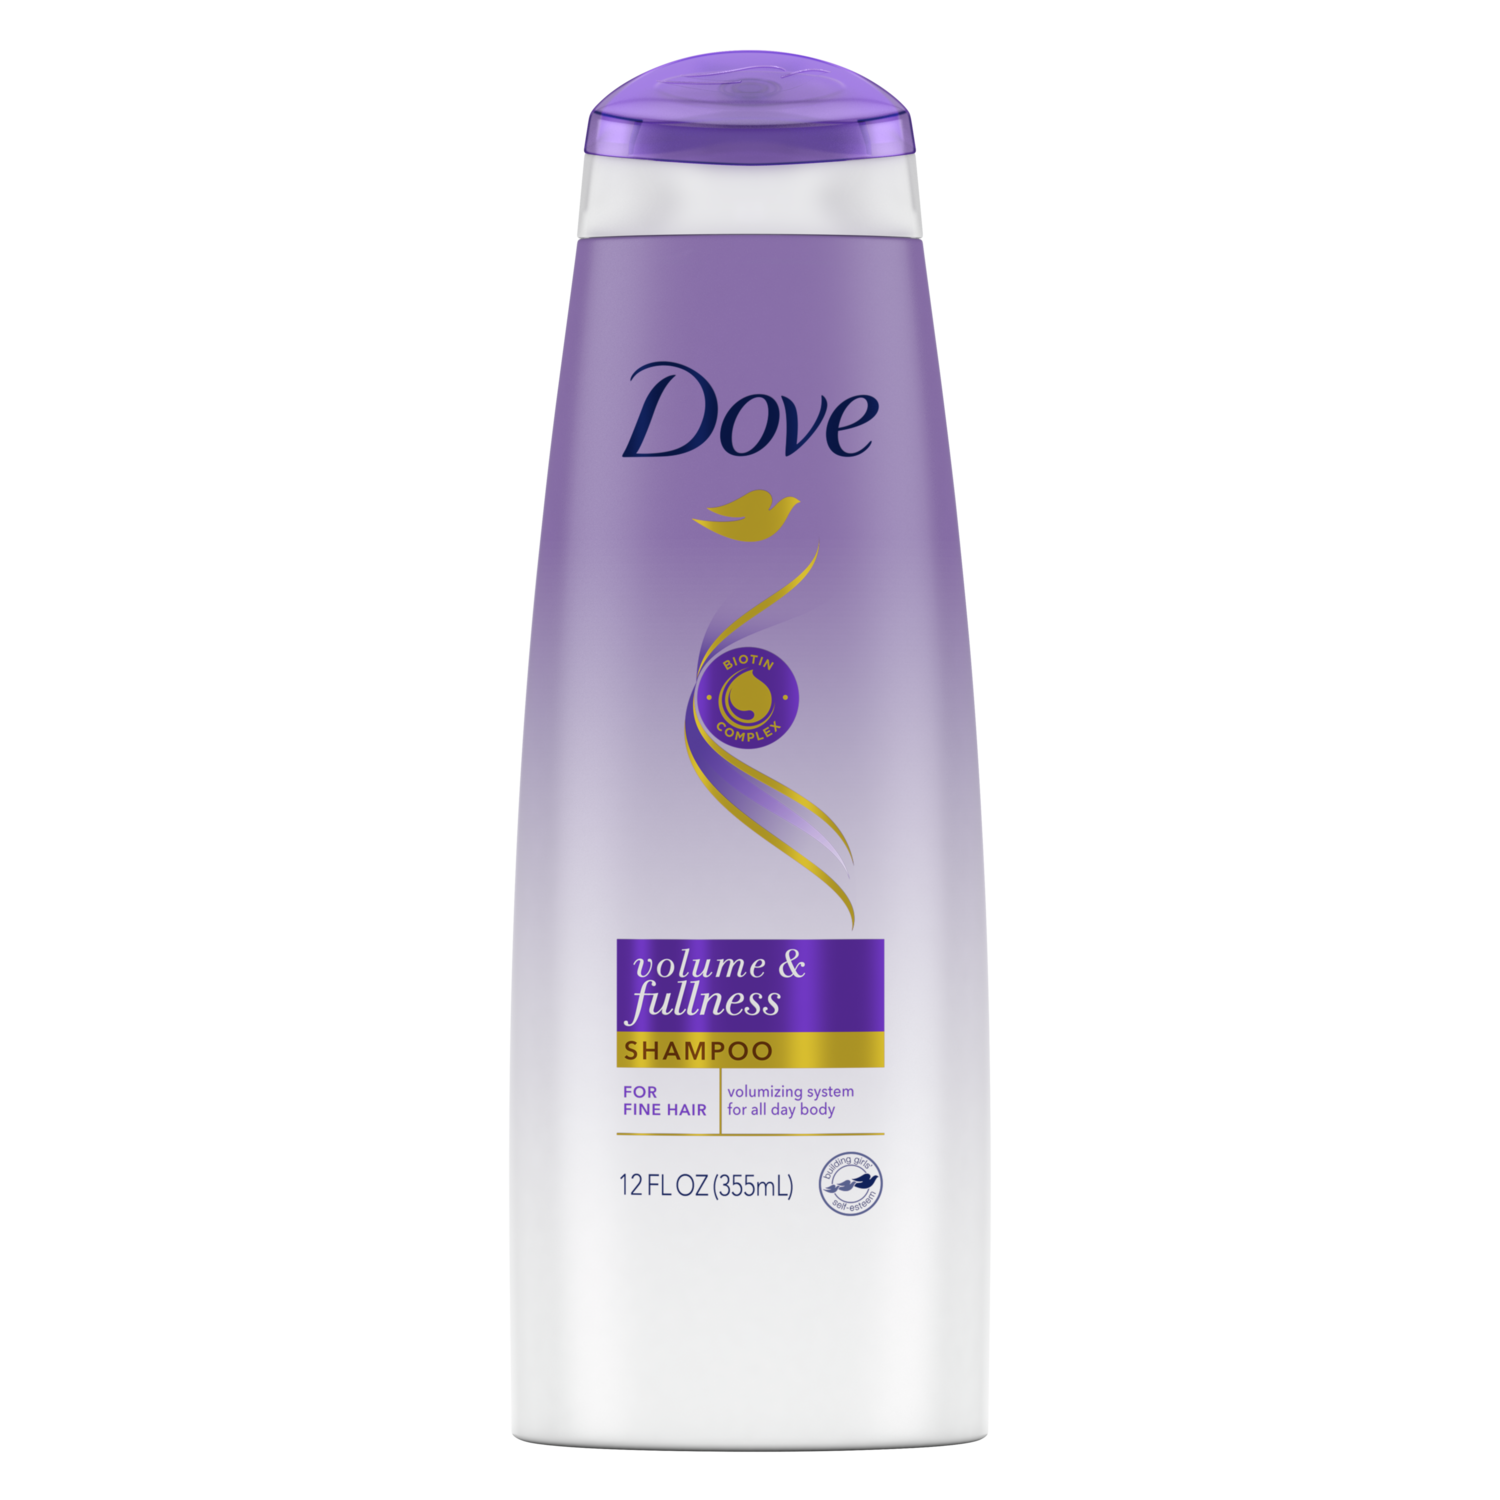 Dove
BIOTIN
COMPLEX
volume &
fullness
SHAMPOO
FOR
FINE HAIR
volumizing system
for all day body
12 FL OZ (355mL)
building girls'
self-esteem